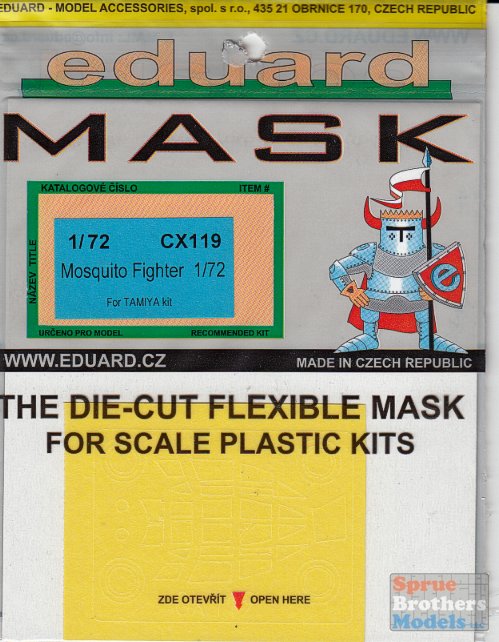 EDUARD - MODEL ACCESSORIES, spol. s r.o., 435 21 OBRNICE 170, CZECH REPUBLIC
eduard
MASK
KATALOGOVÉ ČÍSLO ITEM #
NÁZEV TITLE
1/72 CX119
Mosquito Fighter 1/72
For TAMIYA kit
URČENO PRO MODEL RECOMMENDED KIT
e
WWW.EDUARD.CZ MADE IN CZECH REPUBLIC
THE DIE-CUT FLEXIBLE MASK
FOR SCALE PLASTIC KITS
ZDE OTEVŘÍT OPEN HERE
Sprue
Brothers
Models LLC